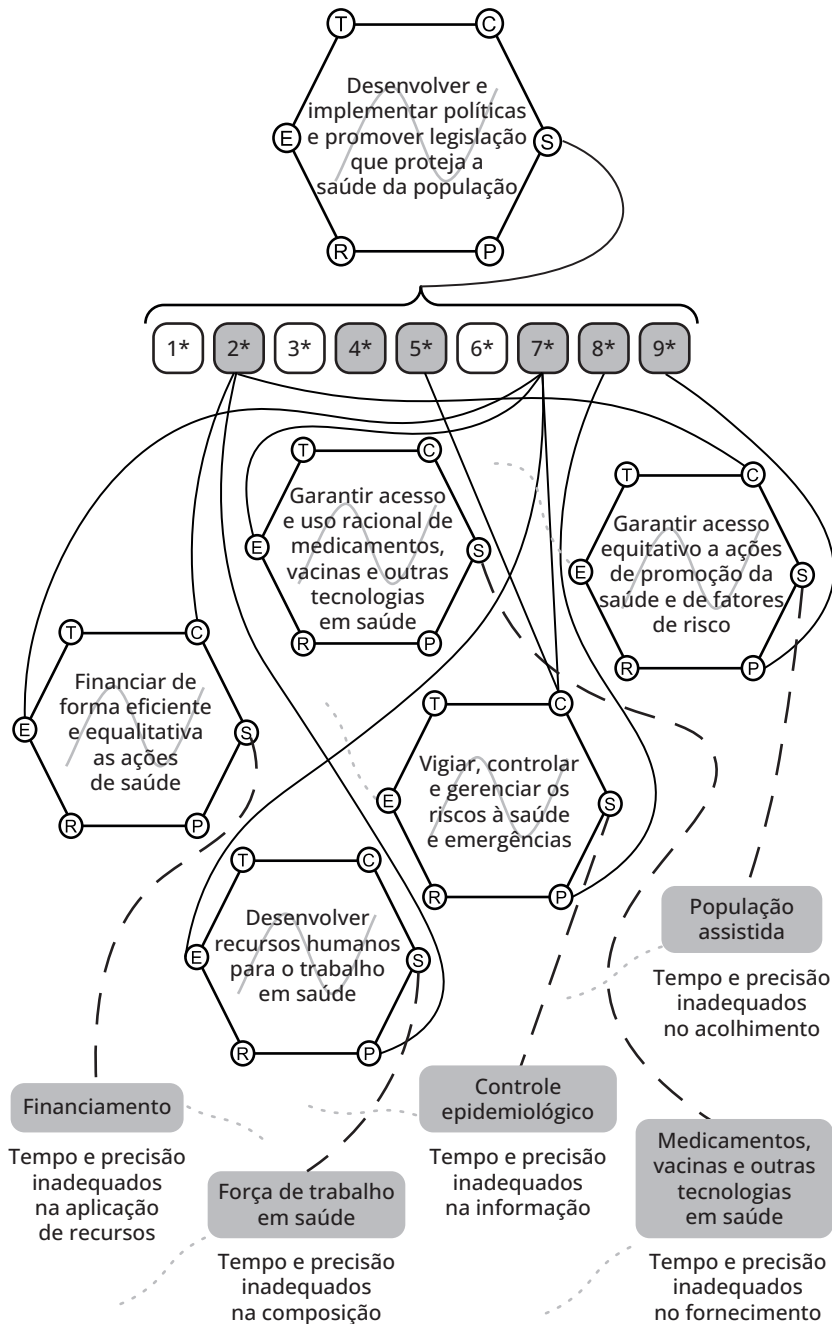 T
C
Desenvolver e
implementar políticas
E
e promover legislação
S
que proteja a
saúde da população
R
P
1*
2*
3*
4*
5*
6*
7*
8*
9*
T
C
Garantir acesso
e uso racional de
medicamentos,
E
S
vacinas e outras
tecnologias
em saúde
R
P
T
C
Garantir acesso
equitativo a ações
E
de promoção da
S
saúde e de fatores
de risco
R
P
T
C
Financiar de
forma eficiente
E
e equalitativa
S
as ações
de saúde
R
P
T
C
Vigiar, controlar
e gerenciar os
E
S
riscos à saúde
e emergências
R
P
T
C
Desenvolver
recursos humanos
E
para o trabalho
S
em saúde
R
P
População
assistida
Tempo e precisão
inadequados
no acolhimento
Financiamento
Tempo e precisão
inadequados
na aplicação
de recursos
Controle
epidemiológico
Tempo e precisão
inadequados
na informação
Força de trabalho
em saúde
Tempo e precisão
inadequados
na composição
Medicamentos,
vacinas e outras
tecnologias
em saúde
Tempo e precisão
inadequados
no fornecimento